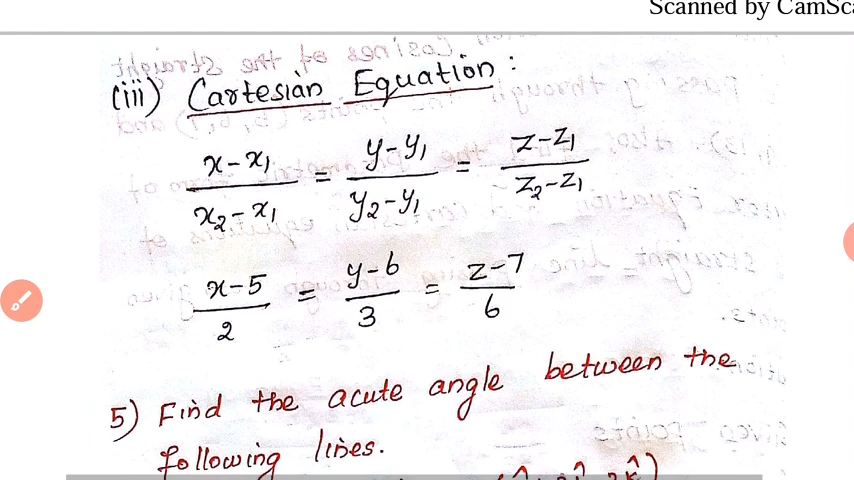 Scanned by CamSca
(iii) Cartesian Equation :
x-x₁/x₂-x₁ = y-y₁/y₂-y₁ = z-z₁/z₂-z₁
x-5/2 = y-6/3 = z-7/6
5) Find the acute angle between the
following lines.